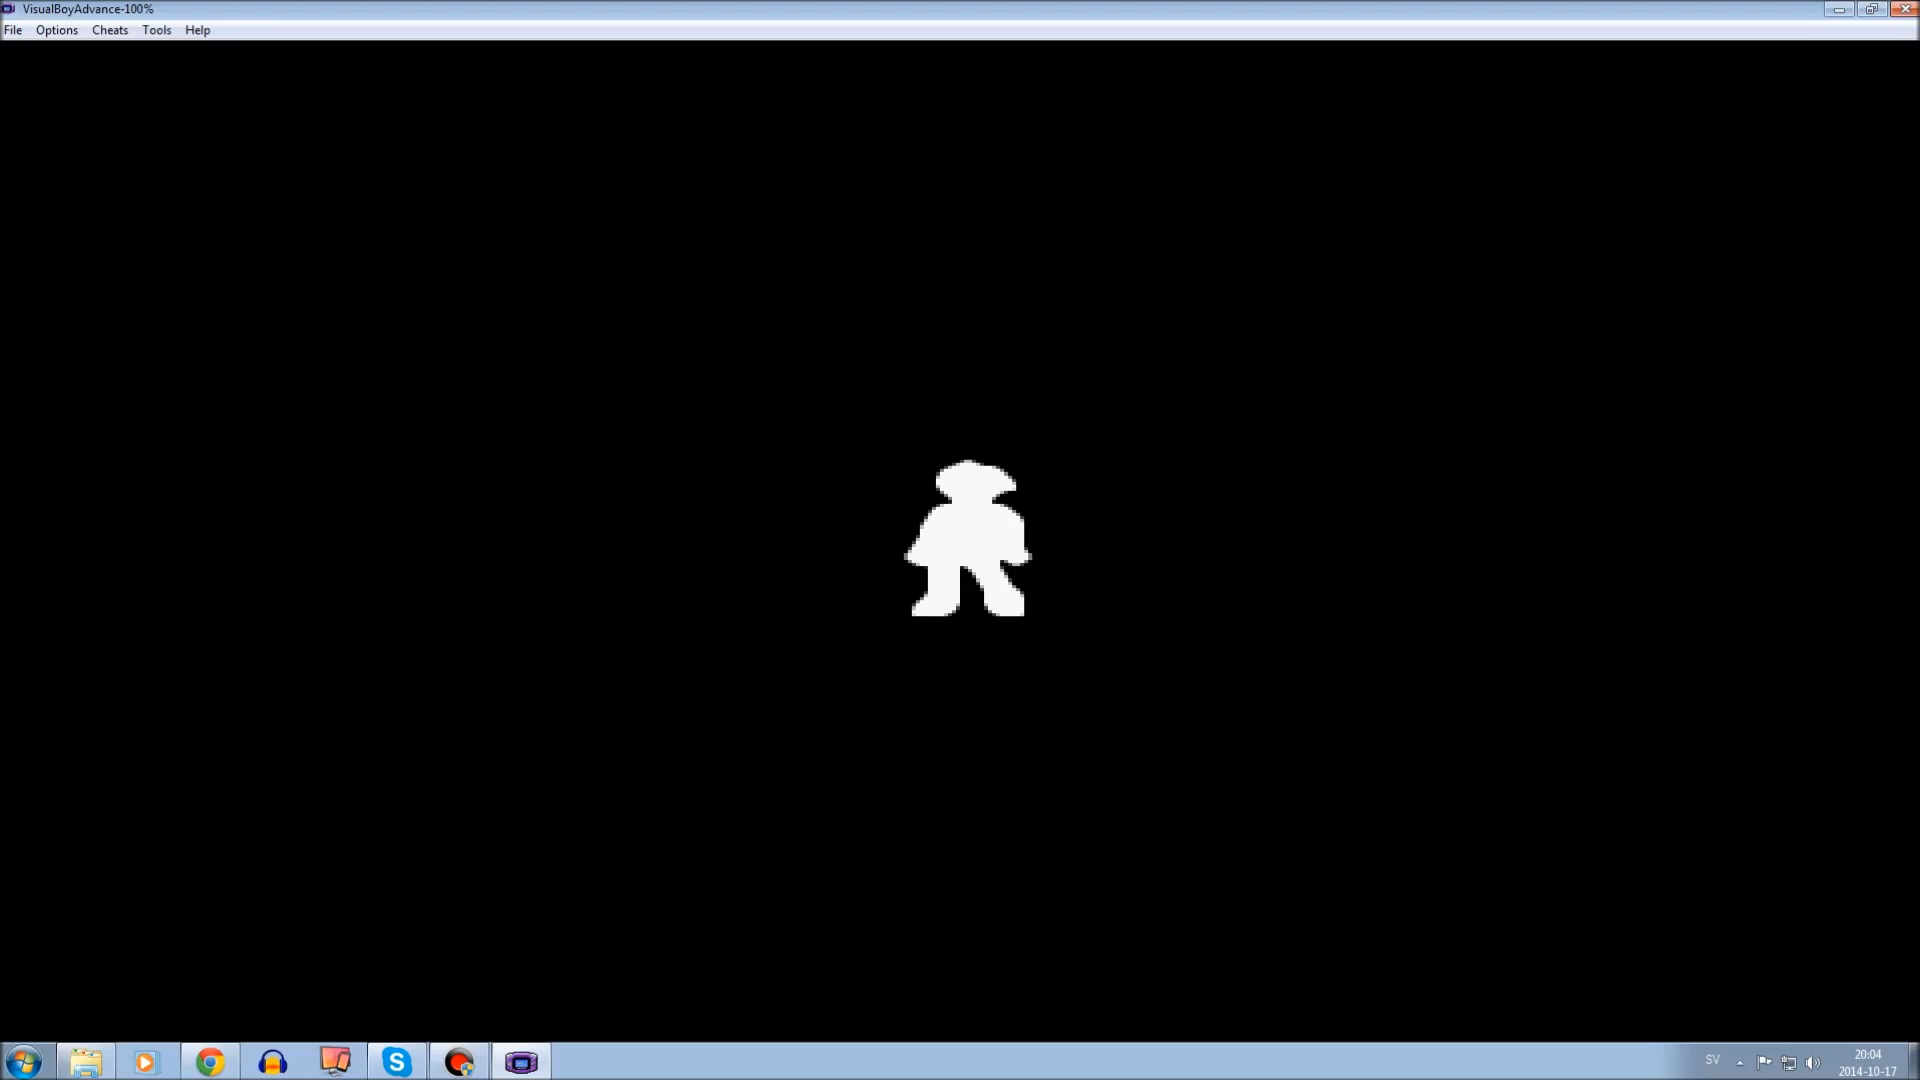 VisualBoyAdvance-100%
File Options Cheats Tools Help
S
SV
20:04
2014-10-17